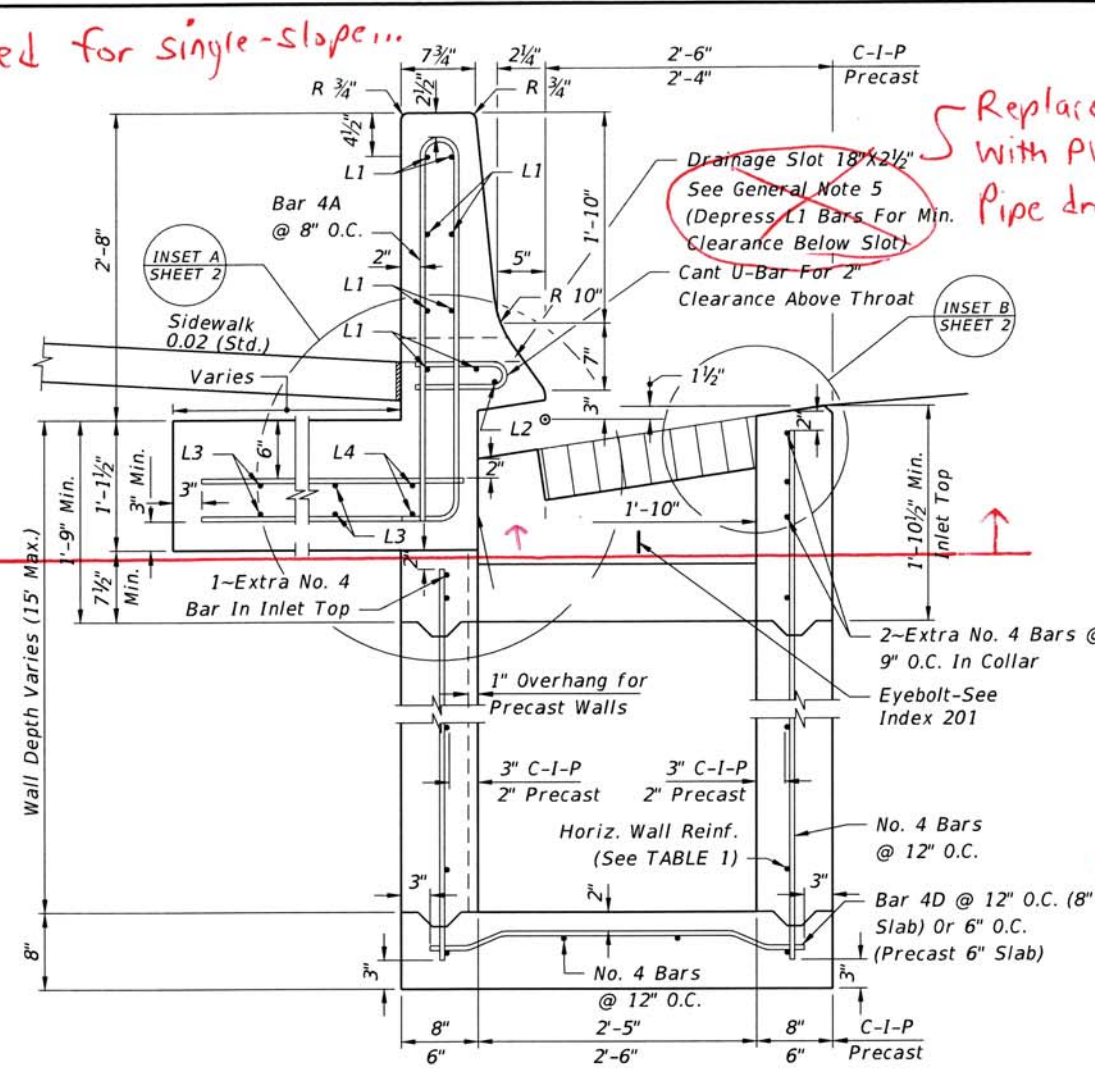 ed for single-slope...
7¾"
2¼"
2'-6"
2'-4"
C-I-P
Precast
R ¾"
2½"
R ¾"
4½"
L1
L1
Bar 4A
@ 8" O.C.
2'-8"
INSET A
SHEET 2
2"
L1
L1
Sidewalk
0.02 (Std.)
Varies
Drainage Slot 18"X2½"
See General Note 5
(Depress L1 Bars For Min.
Clearance Below Slot)
with
Pipe
1'-10"
5"
Cant U-Bar For 2"
Clearance Above Throat
R 10"
INSET B
SHEET 2
7"
1½"
3"
L2
2"
2"
L3
6"
L4
3"
3" Min.
L3
1'-1½"
1'-9" Min.
7½"
Min.
1'-10"
1'-10½" Min.
Inlet Top
2"
1~Extra No. 4
Bar In Inlet Top
2~Extra No. 4 Bars @
9" O.C. In Collar
Eyebolt-See
Index 201
Wall Depth Varies (15' Max.)
1" Overhang for
Precast Walls
3" C-I-P
2" Precast
3" C-I-P
2" Precast
Horiz. Wall Reinf.
(See TABLE 1)
No. 4 Bars
@ 12" O.C.
3"
2"
3"
Bar 4D @ 12" O.C. (8"
Slab) Or 6" O.C.
(Precast 6" Slab)
8"
3"
3"
No. 4 Bars
@ 12" O.C.
8"
6"
2'-5"
2'-6"
8"
6"
C-I-P
Precast